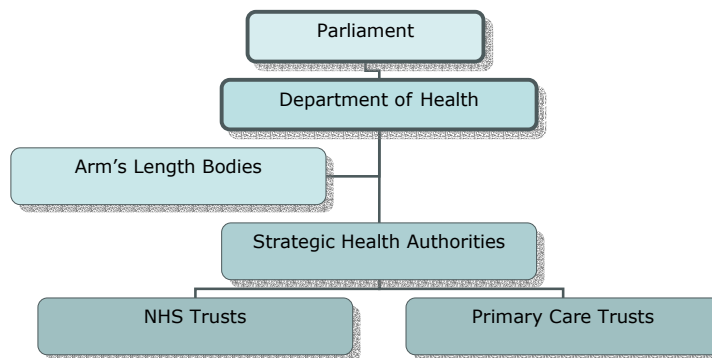 Parliament
Department of Health
Arm's Length Bodies
Strategic Health Authorities
NHS Trusts
Primary Care Trusts